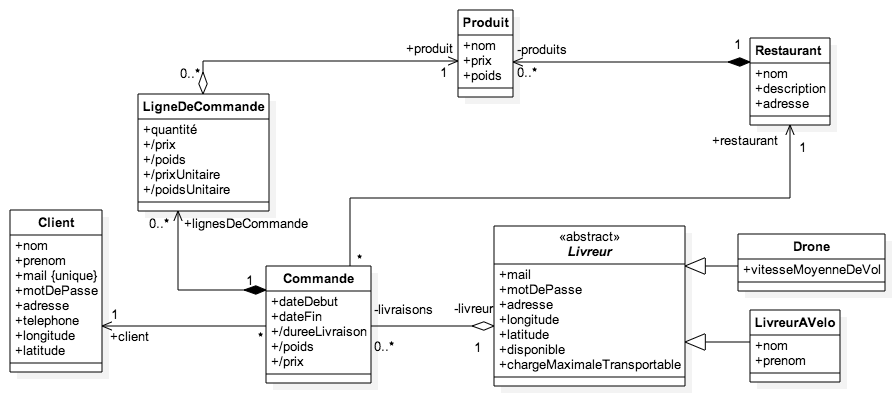 Produit
+nom
+prix
+poids
+produit
1
-produits
0..*
1
Restaurant
+nom
+description
+adresse
+restaurant
1
0..*
LigneDeCommande
+quantité
+/prix
+/poids
+/prixUnitaire
+/poidsUnitaire
0..*
+lignesDeCommande
Client
+nom
+prenom
+mail {unique}
+motDePasse
+adresse
+telephone
+longitude
+latitude
1
+client
*
1
*
Commande
+dateDebut
+dateFin
+/dureeLivraison
+/poids
+/prix
-livraisons
0..*
-livreur
1
«abstract»
Livreur
+mail
+motDePasse
+adresse
+longitude
+latitude
+disponible
+chargeMaximaleTransportable
Drone
+vitesseMoyenneDeVol
LivreurAVelo
+nom
+prenom